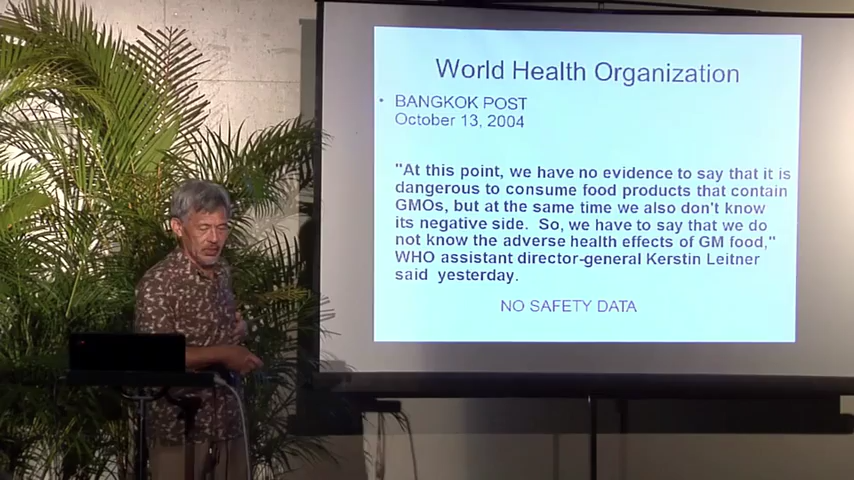 World Health Organization
• BANGKOK POST
October 13, 2004
"At this point, we have no evidence to say that it is
dangerous to consume food products that contain
GMOs, but at the same time we also don't know
its negative side. So, we have to say that we do
not know the adverse health effects of GM food,"
WHO assistant director-general Kerstin Leitner
said yesterday.
NO SAFETY DATA